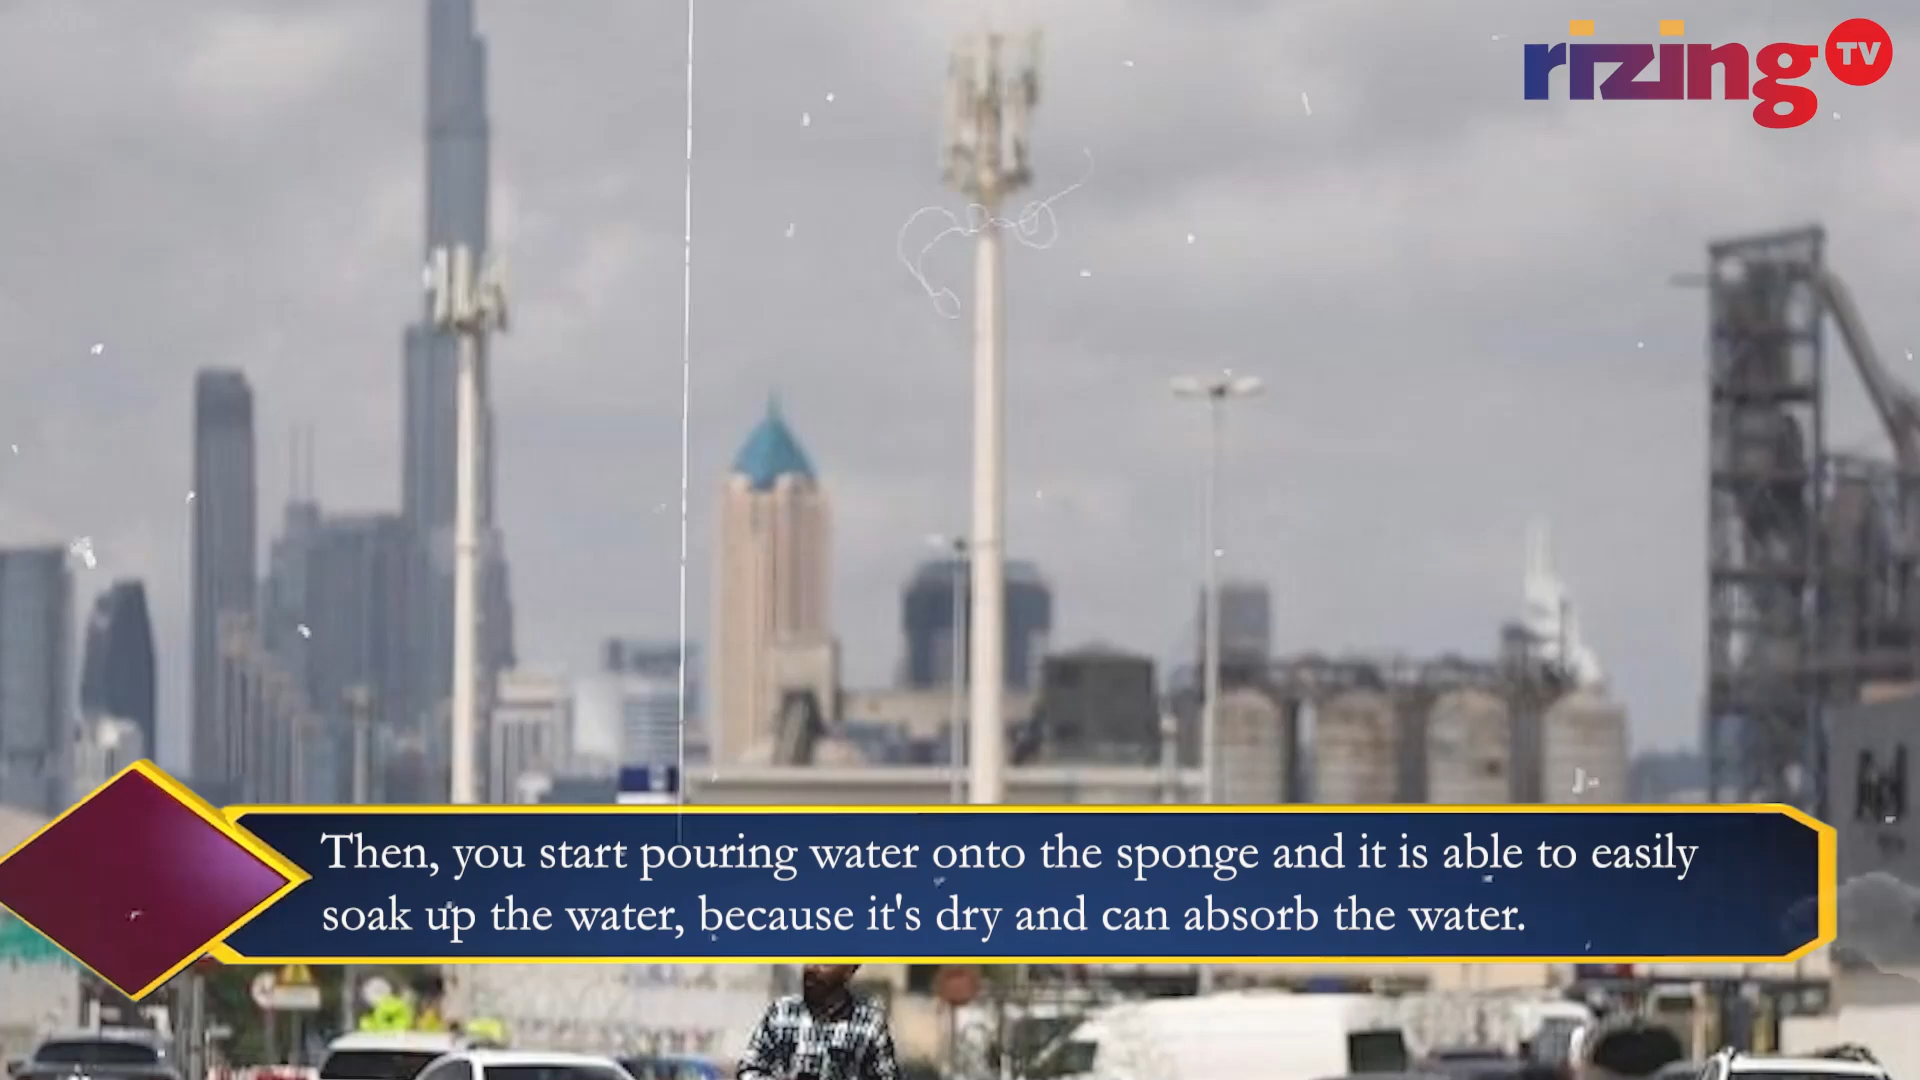 rizing TV
Then, you start pouring water onto the sponge and it is able to easily
soak up the water, because it's dry and can absorb the water.